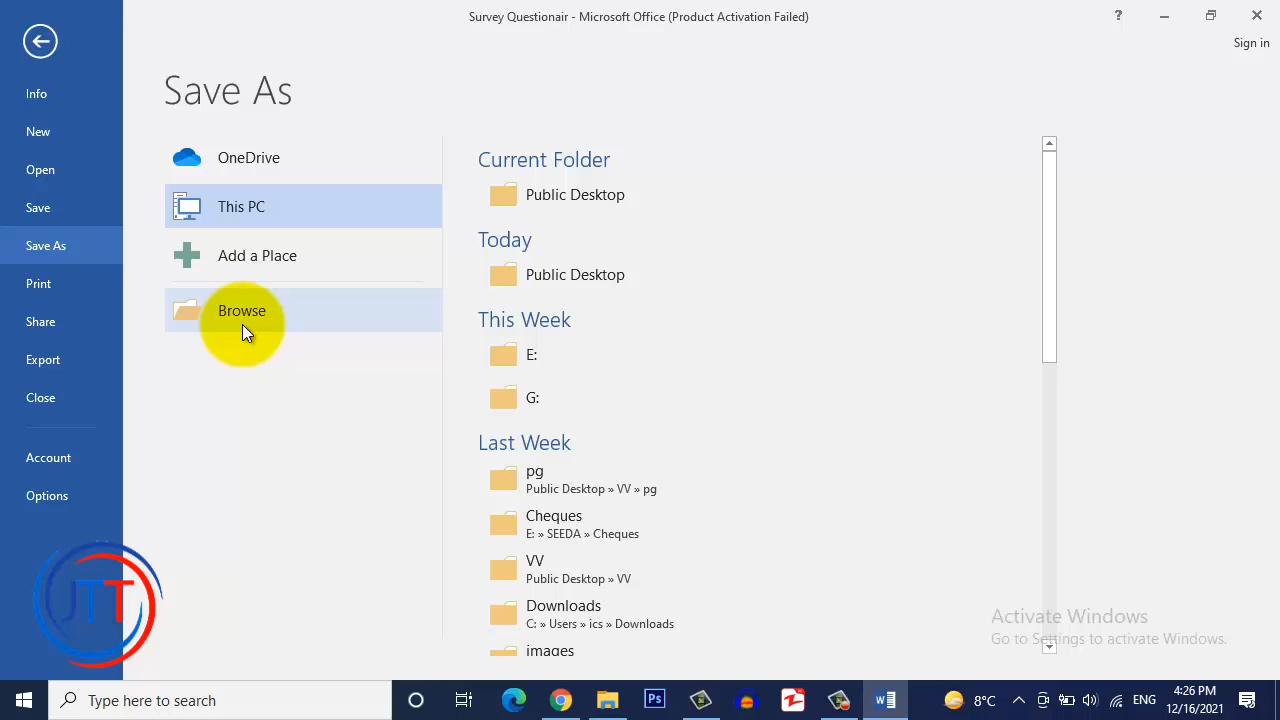 Survey Questionair - Microsoft Office (Product Activation Failed)
?
Sign in
Info
New
Open
Save
Save As
Print
Share
Export
Close
Account
Options
JTT
Save As
OneDrive
This PC
Add a Place
Browse
Current Folder
Public Desktop
Today
Public Desktop
This Week
E:
G:
Last Week
pg
Public Desktop » VV » pg
Cheques
E: » SEEDA » Cheques
VV
Public Desktop » VV
Downloads
C: » Users » ics » Downloads
images
Activate Windows
Go to Settings to activate Windows.
Type here to search
Ps
8°C
ENG
4:26 PM
12/16/2021